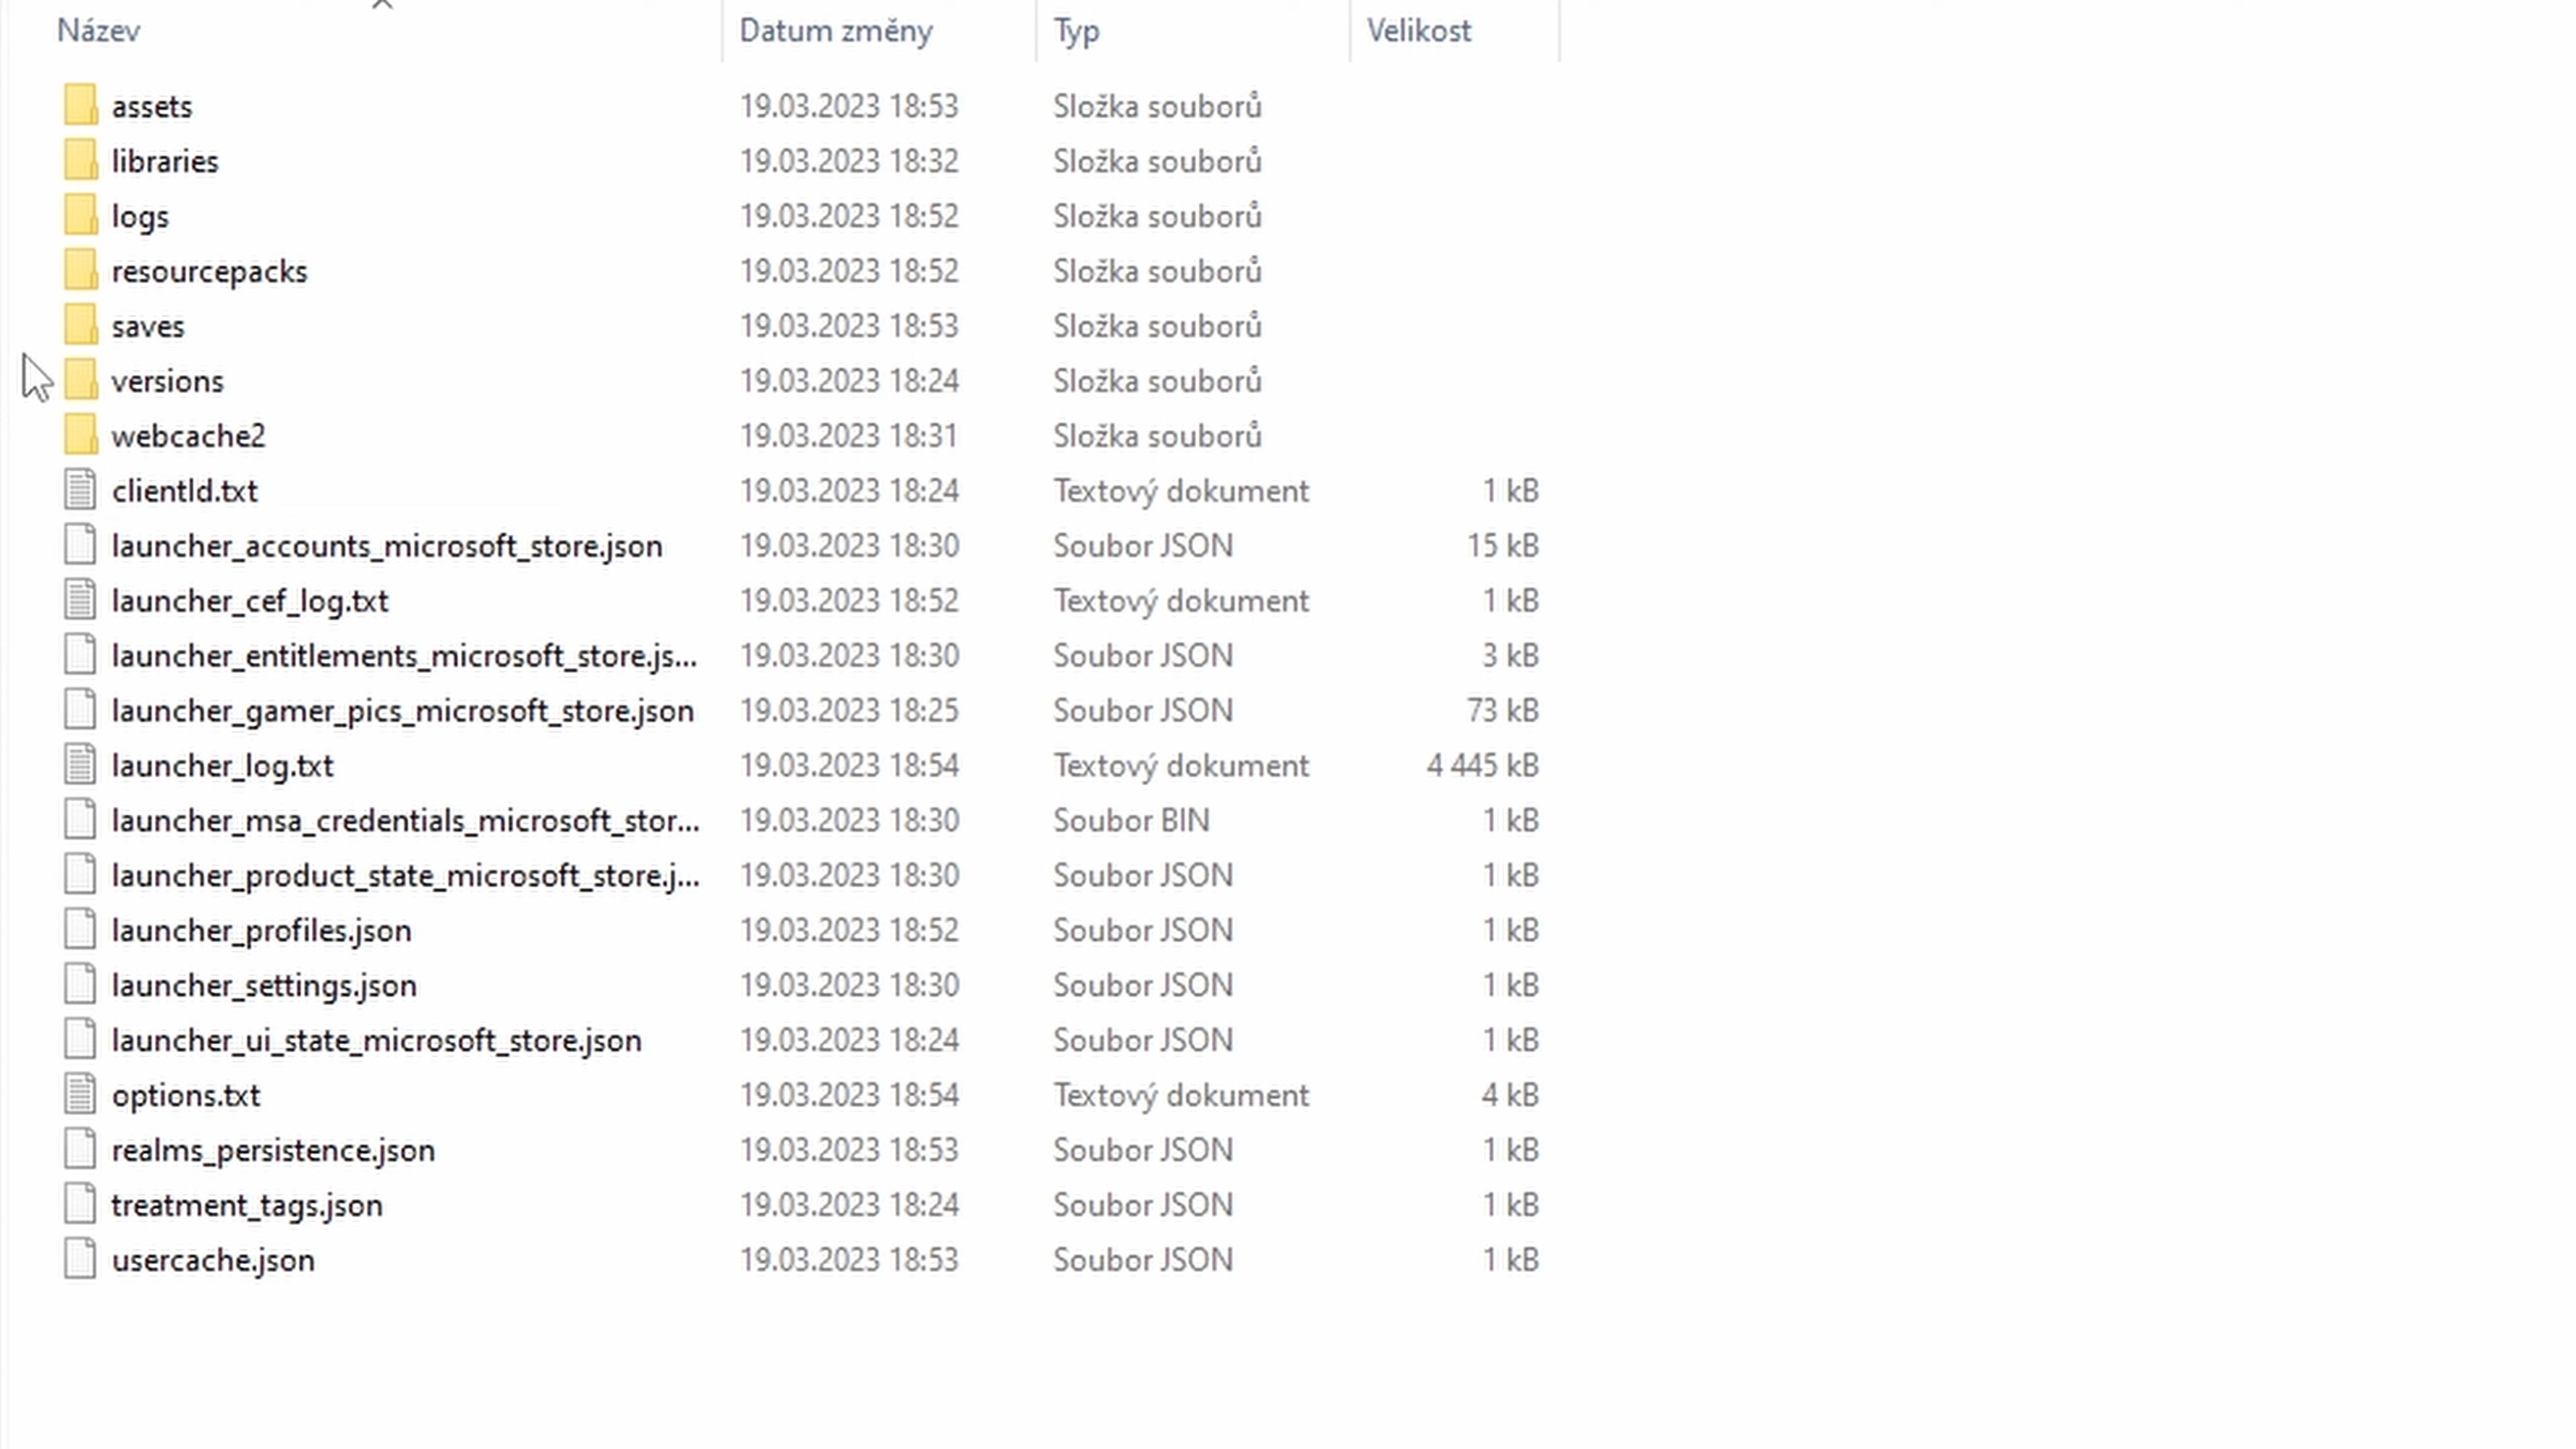 Název Datum změny Typ Velikost
assets 19.03.2023 18:53 Složka souborů
libraries 19.03.2023 18:32 Složka souborů
logs 19.03.2023 18:52 Složka souborů
resourcepacks 19.03.2023 18:52 Složka souborů
saves 19.03.2023 18:53 Složka souborů
versions 19.03.2023 18:24 Složka souborů
webcache2 19.03.2023 18:31 Složka souborů
clientId.txt 19.03.2023 18:24 Textový dokument 1 kB
launcher_accounts_microsoft_store.json 19.03.2023 18:30 Soubor JSON 15 kB
launcher_cef_log.txt 19.03.2023 18:52 Textový dokument 1 kB
launcher_entitlements_microsoft_store.js... 19.03.2023 18:30 Soubor JSON 3 kB
launcher_gamer_pics_microsoft_store.json 19.03.2023 18:25 Soubor JSON 73 kB
launcher_log.txt 19.03.2023 18:54 Textový dokument 4 445 kB
launcher_msa_credentials_microsoft_stor... 19.03.2023 18:30 Soubor BIN 1 kB
launcher_product_state_microsoft_store.j... 19.03.2023 18:30 Soubor JSON 1 kB
launcher_profiles.json 19.03.2023 18:52 Soubor JSON 1 kB
launcher_settings.json 19.03.2023 18:30 Soubor JSON 1 kB
launcher_ui_state_microsoft_store.json 19.03.2023 18:24 Soubor JSON 1 kB
options.txt 19.03.2023 18:54 Textový dokument 4 kB
realms_persistence.json 19.03.2023 18:53 Soubor JSON 1 kB
treatment_tags.json 19.03.2023 18:24 Soubor JSON 1 kB
usercache.json 19.03.2023 18:53 Soubor JSON 1 kB